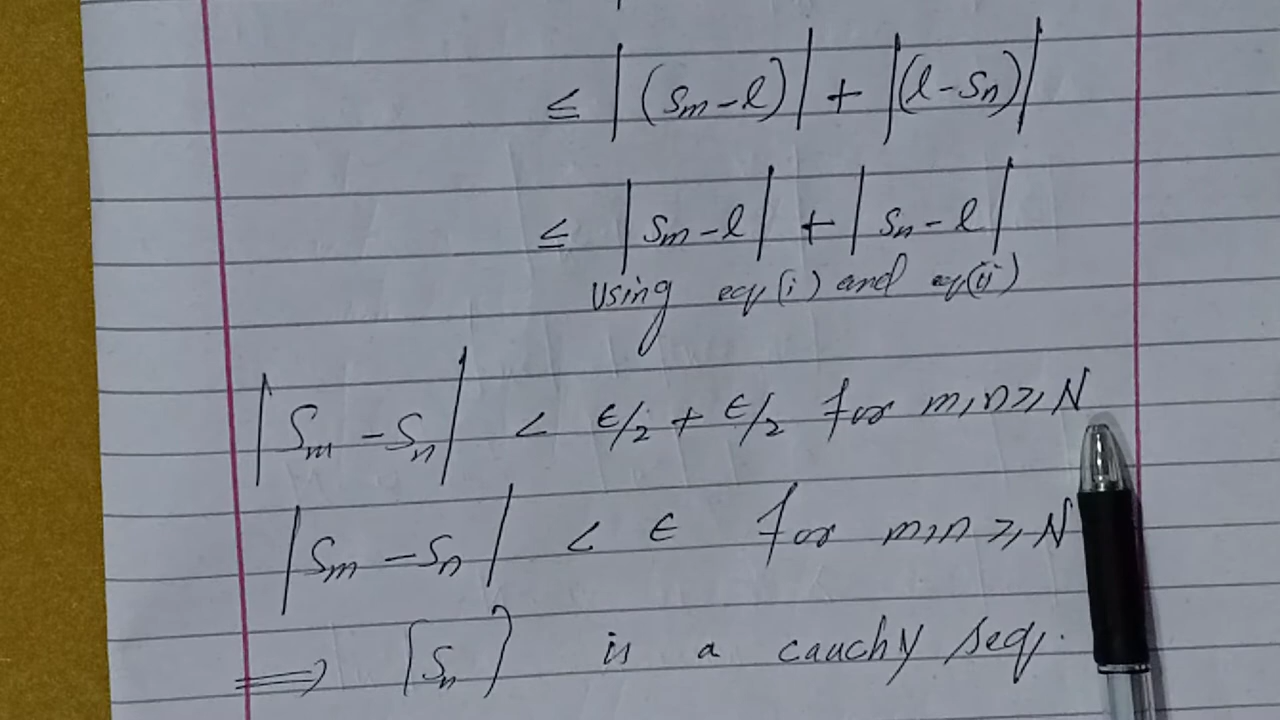 ≤ |(Sm-l)| + |(l-Sn)|
≤ |Sm-l| + |Sn-l|
Using eq(i) and eq(ii)
|Sm-Sn| < ϵ/2 + ϵ/2 for m,n≥N
|Sm-Sn| < ϵ for m,n≥N
⟹ {Sn} is a cauchy seq.